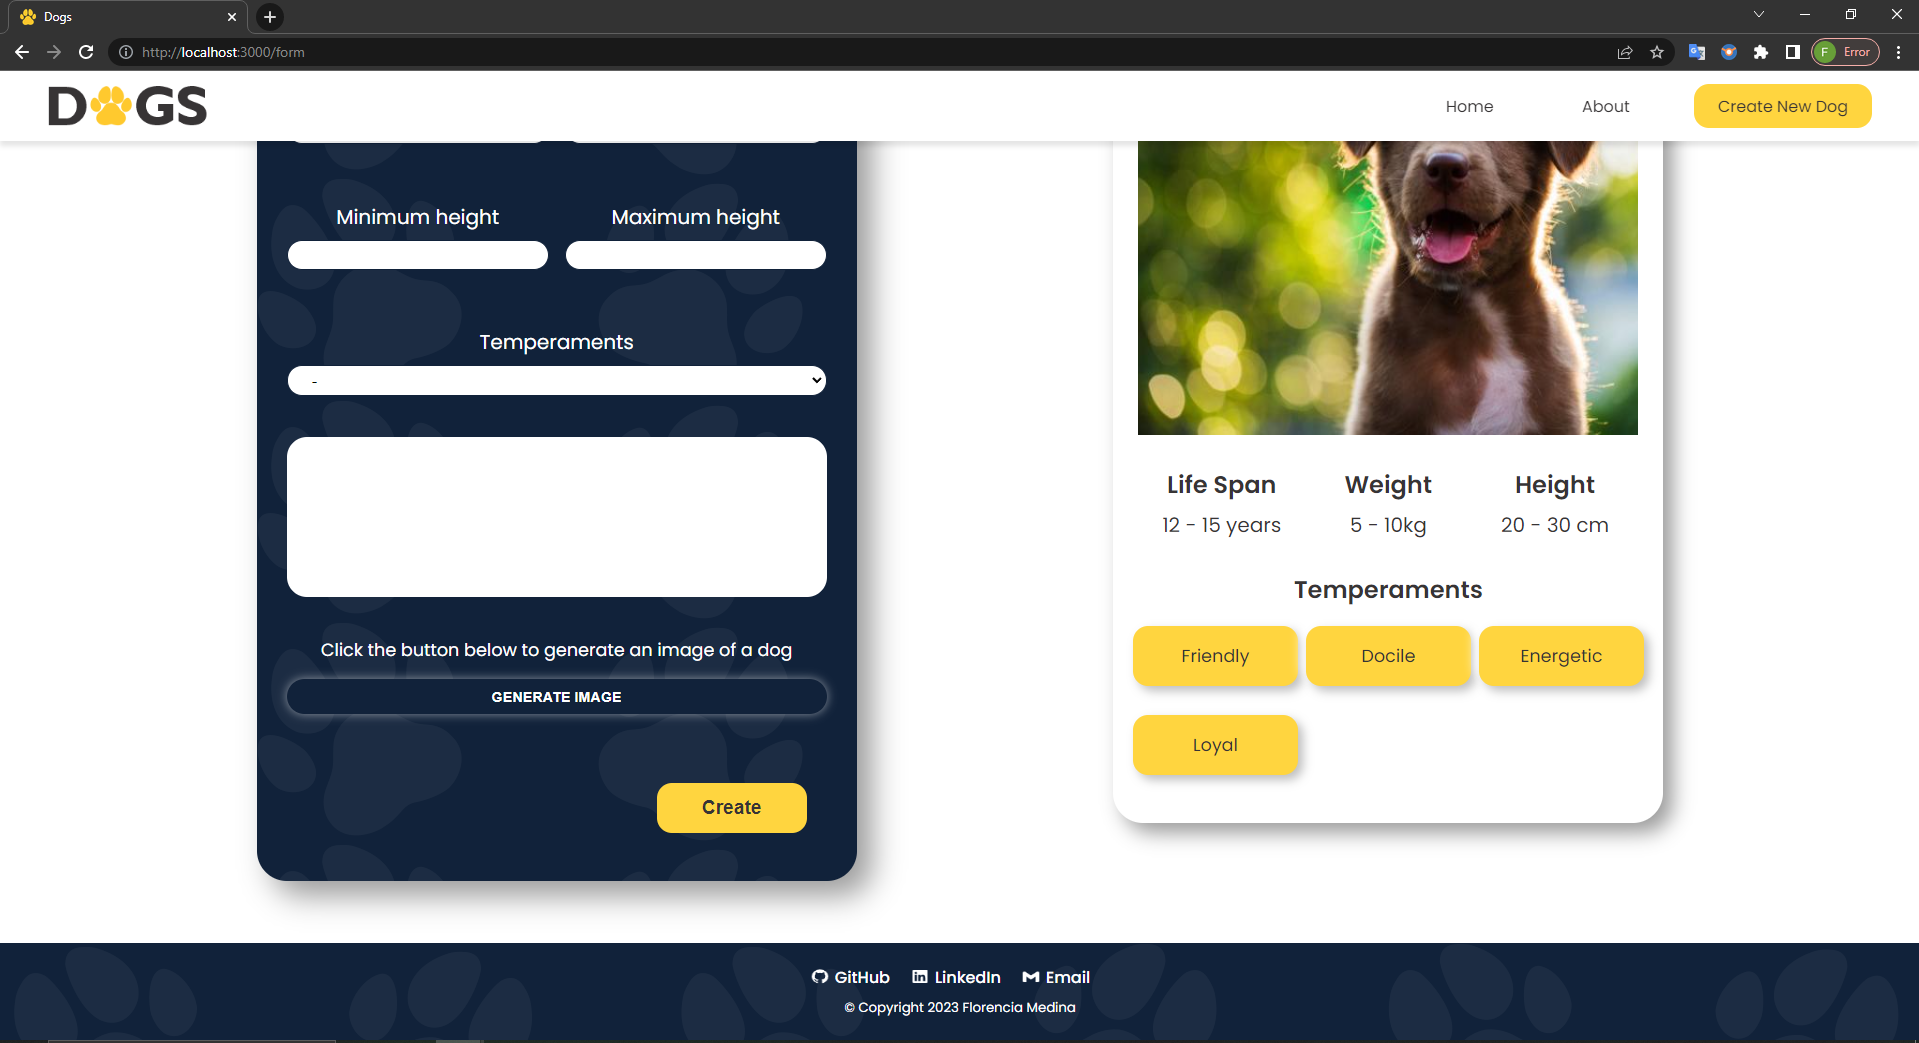 Dogs
http://localhost:3000/form
F Error
DOGS
Home
About
Create New Dog
Minimum height
Maximum height
Temperaments
-
Click the button below to generate an image of a dog
GENERATE IMAGE
Create
Life Span
Weight
Height
12 - 15 years
5 - 10kg
20 - 30 cm
Temperaments
Friendly
Docile
Energetic
Loyal
GitHub
LinkedIn
Email
© Copyright 2023 Florencia Medina